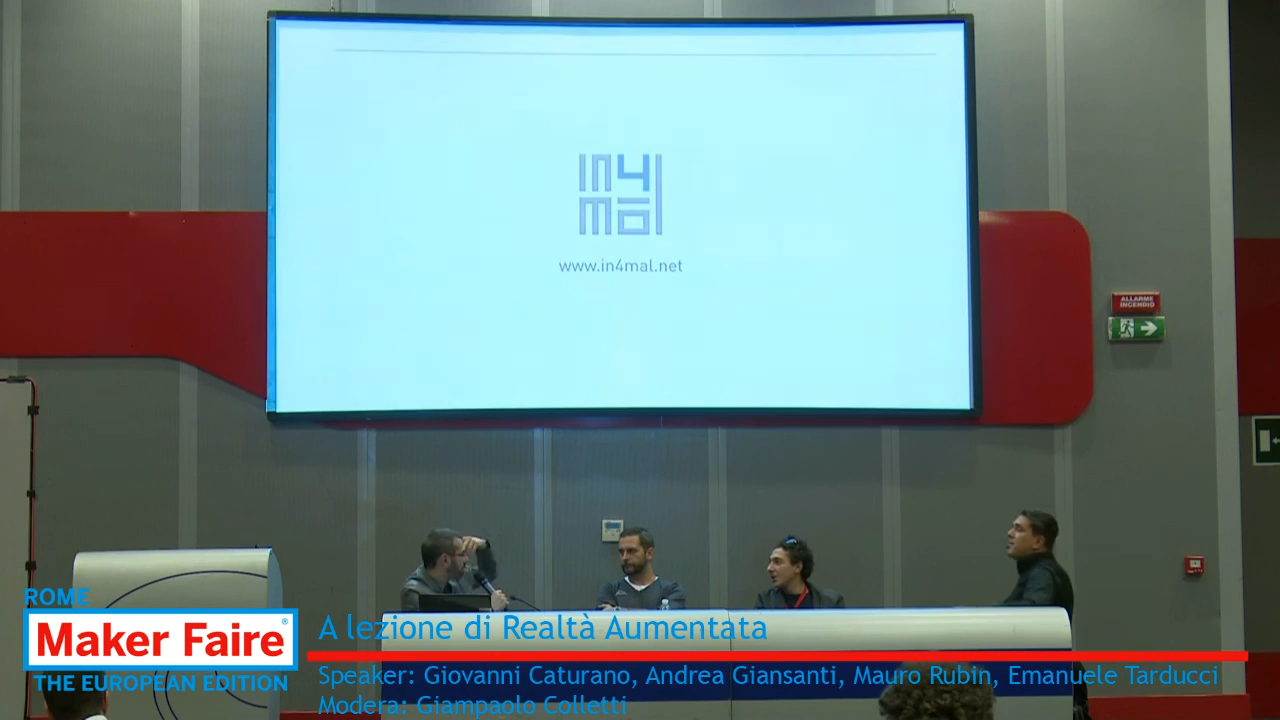 in4
mal
www.in4mal.net
ALLARME
INCENDIO
ROME
Maker Faire®
THE EUROPEAN EDITION
A lezione di Realtà Aumentata
Speaker: Giovanni Caturano, Andrea Giansanti, Mauro Rubin, Emanuele Tarducci
Modera: Giampaolo Colletti